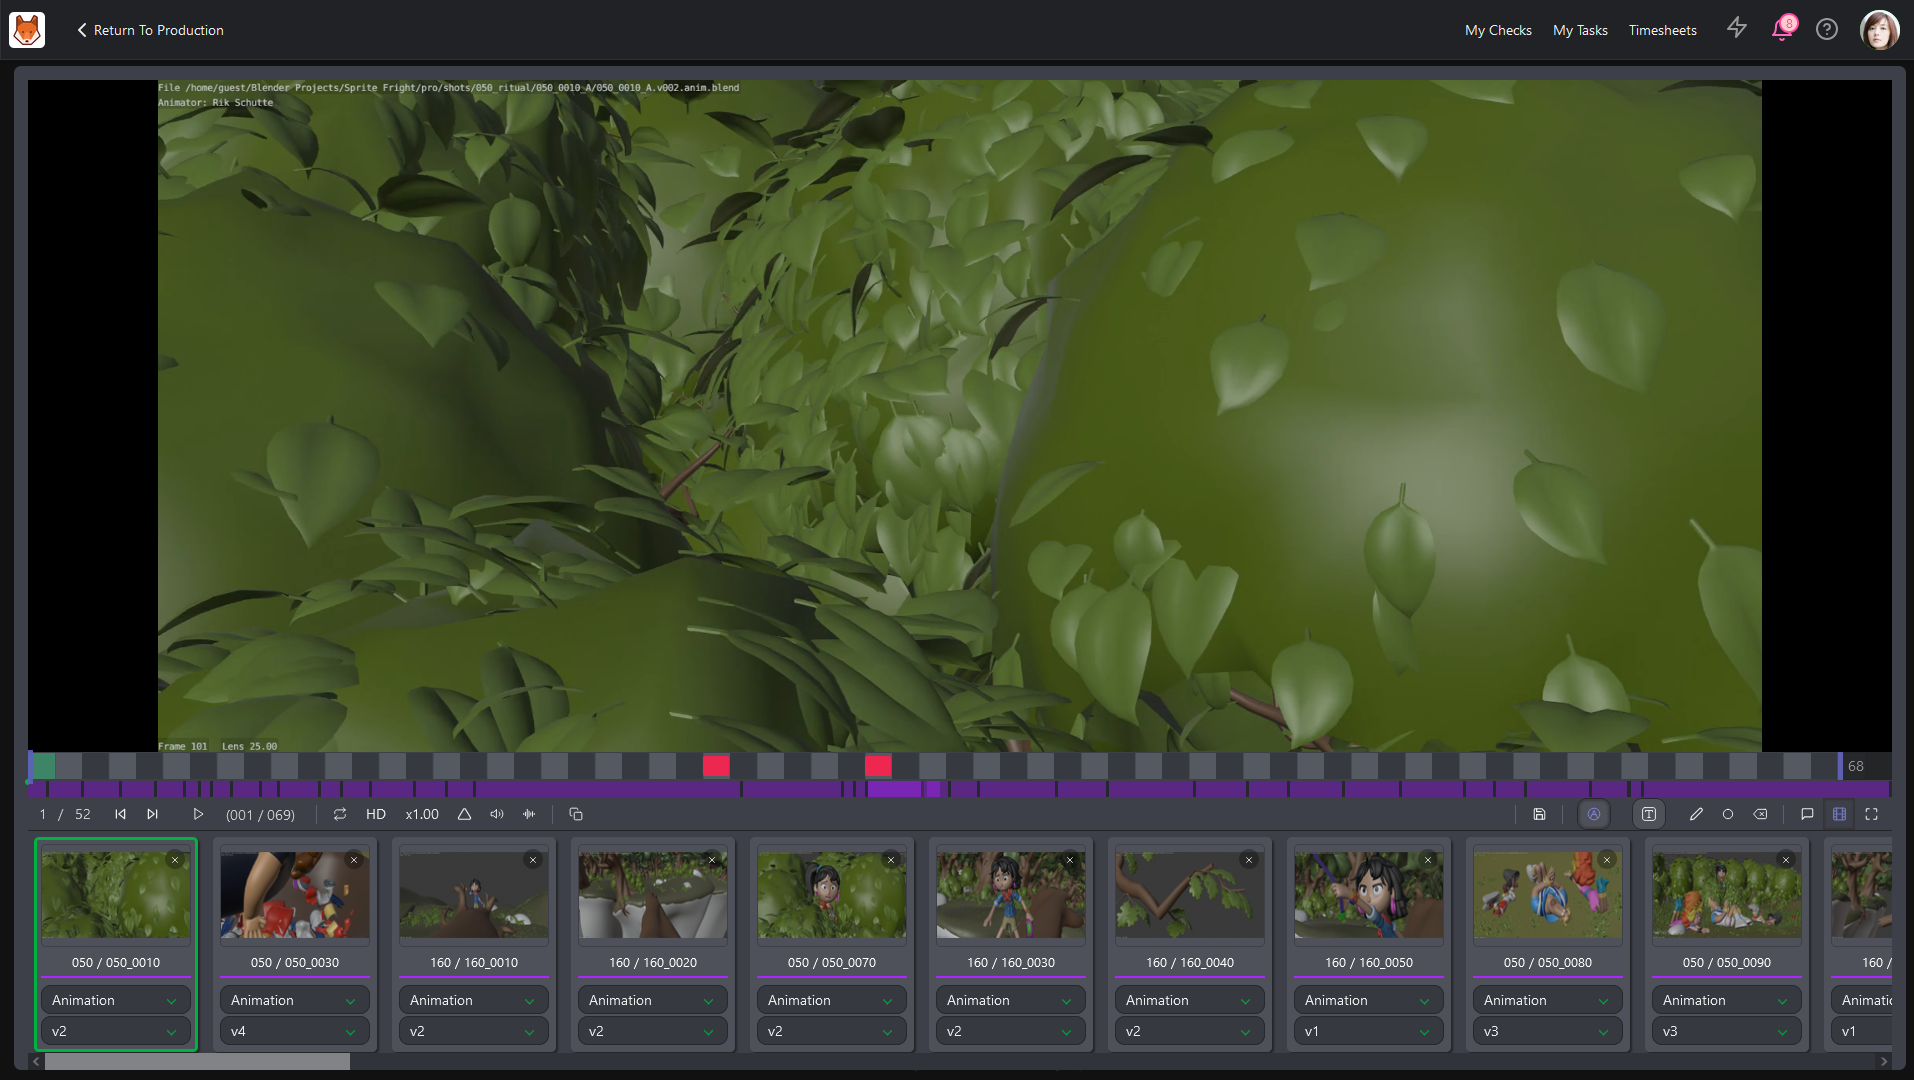 Return To Production
My Checks
My Tasks
Timesheets
8
File /home/guest/Blender Projects/Sprite Fright/pro/shots/050_ritual/050_0010_A/050_0010_A.v002.anim.blend
Animator: Rik Schutte
Frame 101 Lens 25.00
68
1 / 52
(001 / 069)
HD
x1.00
050 / 050_0010
050 / 050_0030
160 / 160_0010
160 / 160_0020
050 / 050_0070
160 / 160_0030
160 / 160_0040
160 / 160_0050
050 / 050_0080
050 / 050_0090
160 /
Animation
Animation
Animation
Animation
Animation
Animation
Animation
Animation
Animation
Animation
Animatic
v2
v4
v2
v2
v2
v2
v2
v1
v3
v3
v1